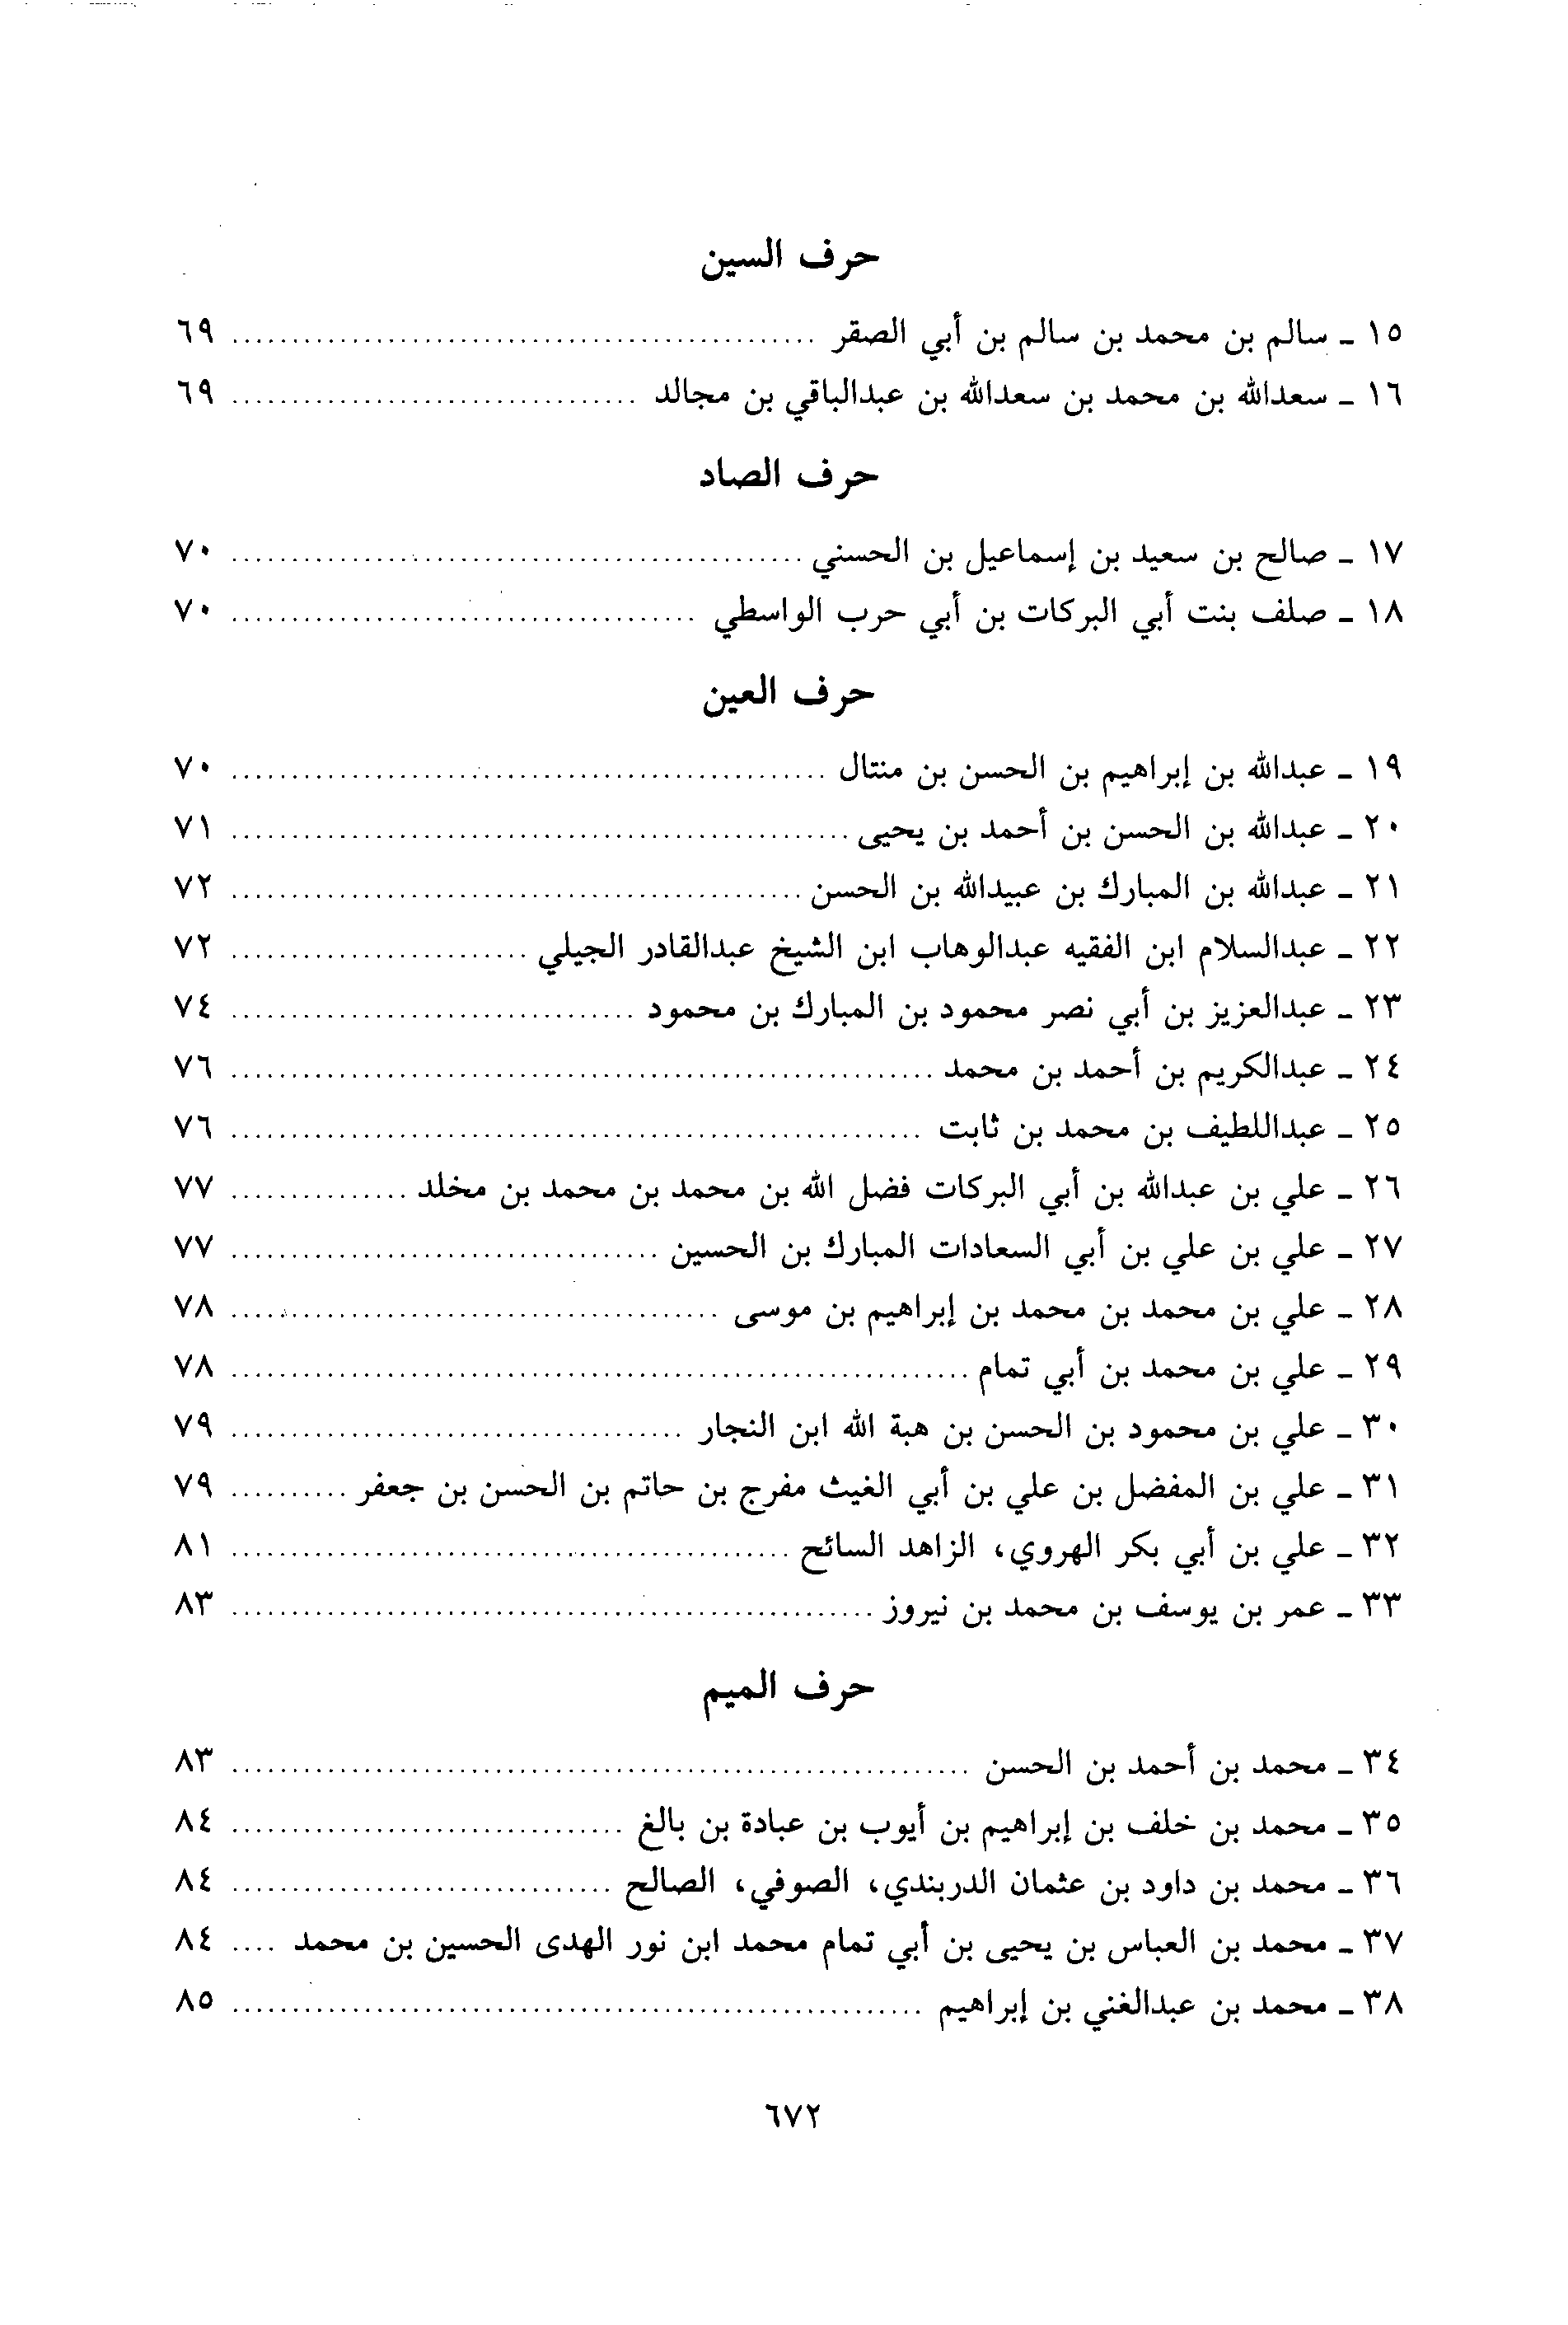 حرف السين
١٥ ـ سالم بن محمد بن سالم بن أبي الصقر ........ ٦٩
١٦ ـ سعدالله بن محمد بن سعدالله بن عبدالباقي بن مجالد ........ ٦٩
حرف الصاد
١٧ ـ صالح بن سعيد بن إسماعيل بن الحسني ........ ٧٠
١٨ ـ صلف بنت أبي البركات بن أبي حرب الواسطي ........ ٧٠
حرف العين
١٩ ـ عبدالله بن إبراهيم بن الحسن بن منتال ........ ٧٠
٢٠ ـ عبدالله بن الحسن بن أحمد بن يحيى ........ ٧١
٢١ ـ عبدالله بن المبارك بن عبيدالله بن الحسن ........ ٧٢
٢٢ ـ عبدالسلام ابن الفقيه عبدالوهاب ابن الشيخ عبدالقادر الجيلي ........ ٧٢
٢٣ ـ عبدالعزيز بن أبي نصر محمود بن المبارك بن محمود ........ ٧٤
٢٤ ـ عبدالكريم بن أحمد بن محمد ........ ٧٦
٢٥ ـ عبداللطيف بن محمد بن ثابت ........ ٧٦
٢٦ ـ علي بن عبدالله بن أبي البركات فضل الله بن محمد بن محمد بن مخلد ........ ٧٧
٢٧ ـ علي بن علي بن أبي السعادات المبارك بن الحسين ........ ٧٧
٢٨ ـ علي بن محمد بن محمد بن إبراهيم بن موسى ........ ٧٨
٢٩ ـ علي بن محمد بن أبي تمام ........ ٧٨
٣٠ ـ علي بن محمود بن الحسن بن هبة الله ابن النجار ........ ٧٩
٣١ ـ علي بن المفضل بن علي بن أبي الغيث مفرج بن حاتم بن الحسن بن جعفر ........ ٧٩
٣٢ ـ علي بن أبي بكر الهروي، الزاهد السائح ........ ٨١
٣٣ ـ عمر بن يوسف بن محمد بن نيروز ........ ٨٣
حرف الميم
٣٤ ـ محمد بن أحمد بن الحسن ........ ٨٣
٣٥ ـ محمد بن خلف بن إبراهيم بن أيوب بن عبادة بن بالغ ........ ٨٤
٣٦ ـ محمد بن داود بن عثمان الدربندي، الصوفي، الصالح ........ ٨٤
٣٧ ـ محمد بن العباس بن يحيى بن أبي تمام محمد ابن نور الهدى الحسين بن محمد .... ٨٤
٣٨ ـ محمد بن عبدالغني بن إبراهيم ........ ٨٥
٦٧٢